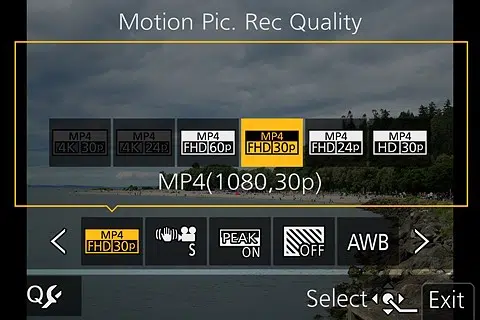 Motion Pic. Rec Quality
MP4 4K 30p
MP4 4K 24p
MP4 FHD 60p
MP4 FHD 30p
MP4 FHD 24p
MP4 HD 30p
MP4(1080,30p)
MP4 FHD 30p
S
PEAK ON
OFF
AWB
Q
Select
Exit